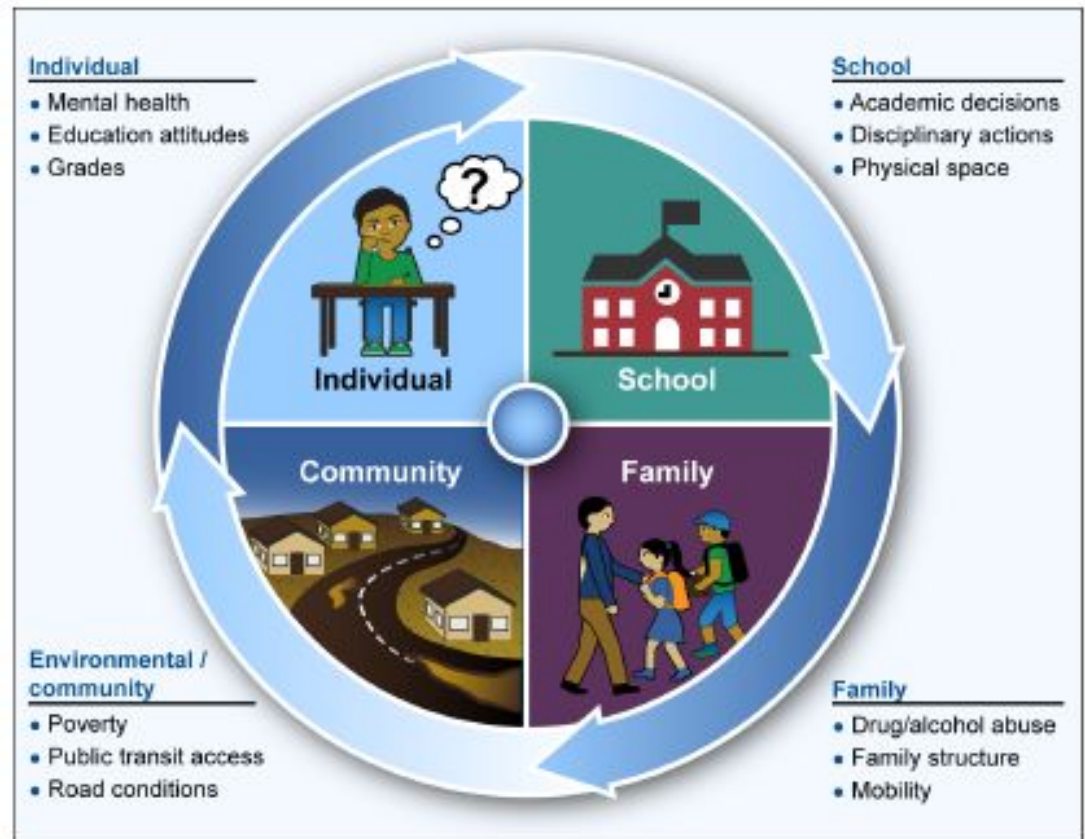 Individual
• Mental health
• Education attitudes
• Grades
School
• Academic decisions
• Disciplinary actions
• Physical space
?
Individual
School
Community
Family
Environmental /
community
• Poverty
• Public transit access
• Road conditions
Family
• Drug/alcohol abuse
• Family structure
• Mobility